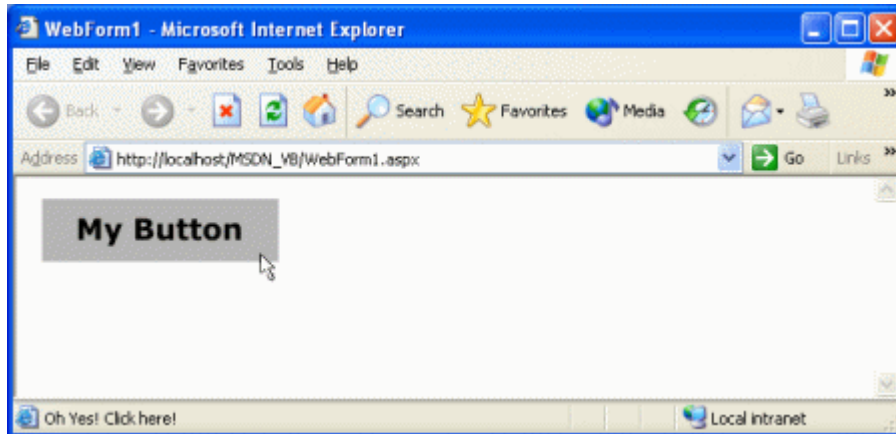 WebForm1 - Microsoft Internet Explorer
File Edit View Favorites Tools Help
Back Search Favorites Media
Address http://localhost/MSDN_VB/WebForm1.aspx Go Links
My Button
Oh Yes! Click here! Local intranet